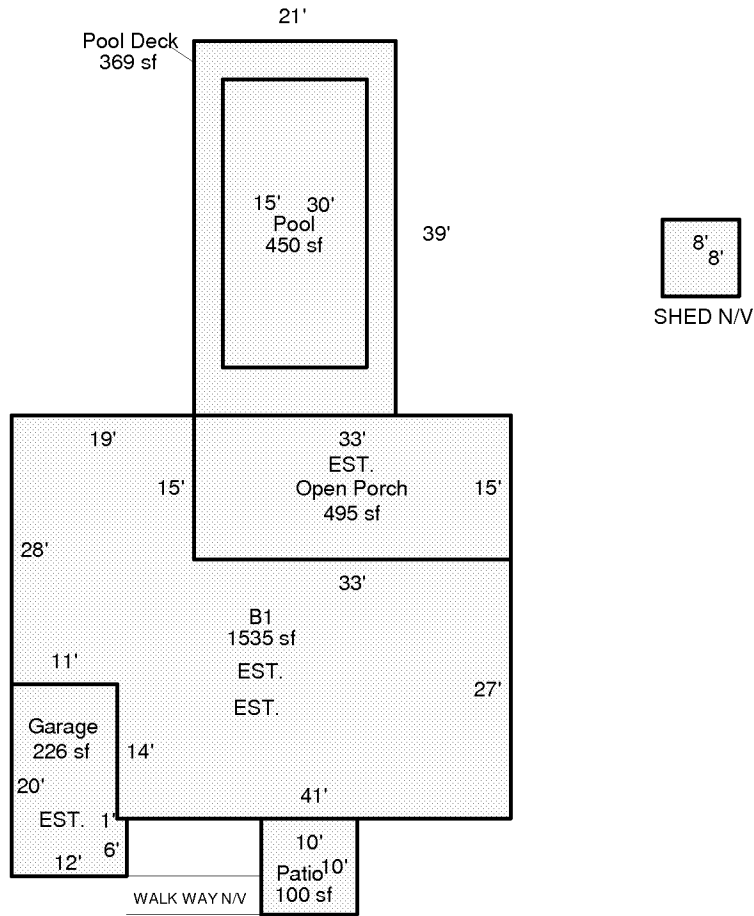 21'
Pool Deck
369 sf
15' 30'
Pool
450 sf
39'
8'
8'
SHED N/V
19'
33'
EST.
15'
Open Porch
15'
495 sf
28'
33'
B1
1535 sf
EST.
11'
27'
EST.
Garage
226 sf
14'
20'
41'
EST.
1'
6'
10'
12'
10'
Patio
100 sf
WALK WAY N/V